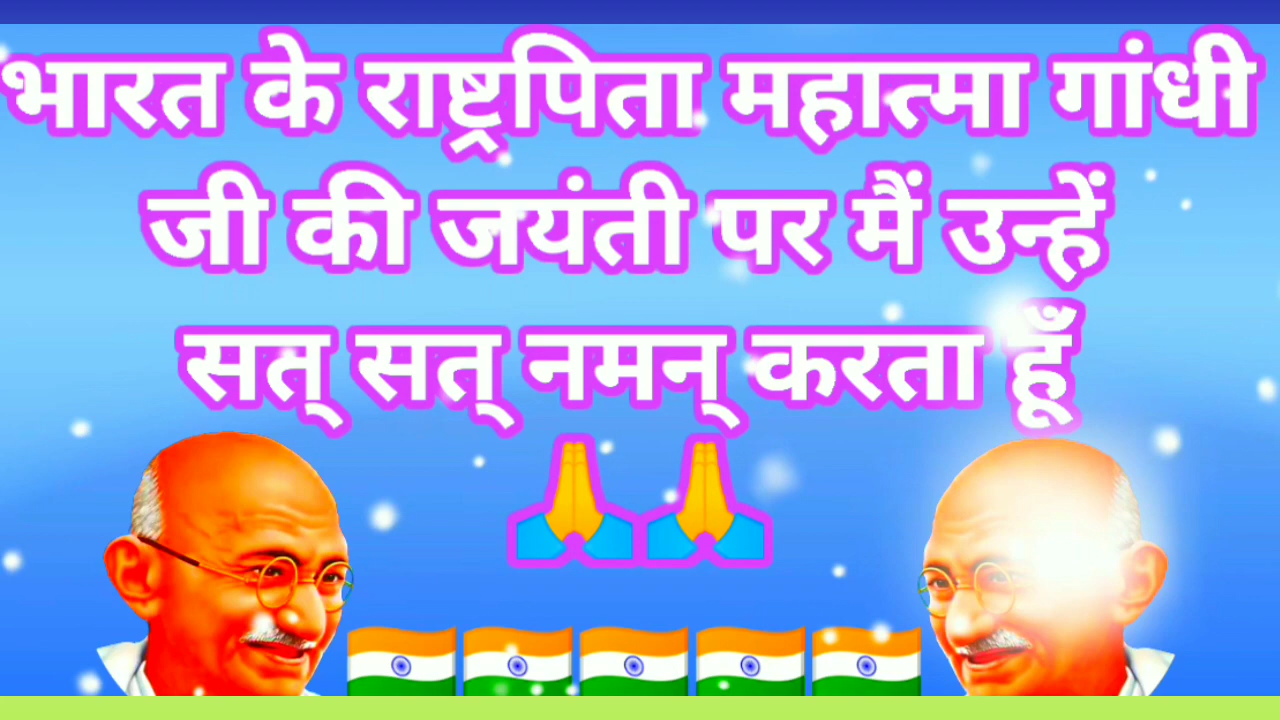 भारत के राष्ट्रपिता महात्मा गांधी
जी की जयंती पर मैं उन्हें
सत् सत् नमन् करता हूँ
🙏🙏